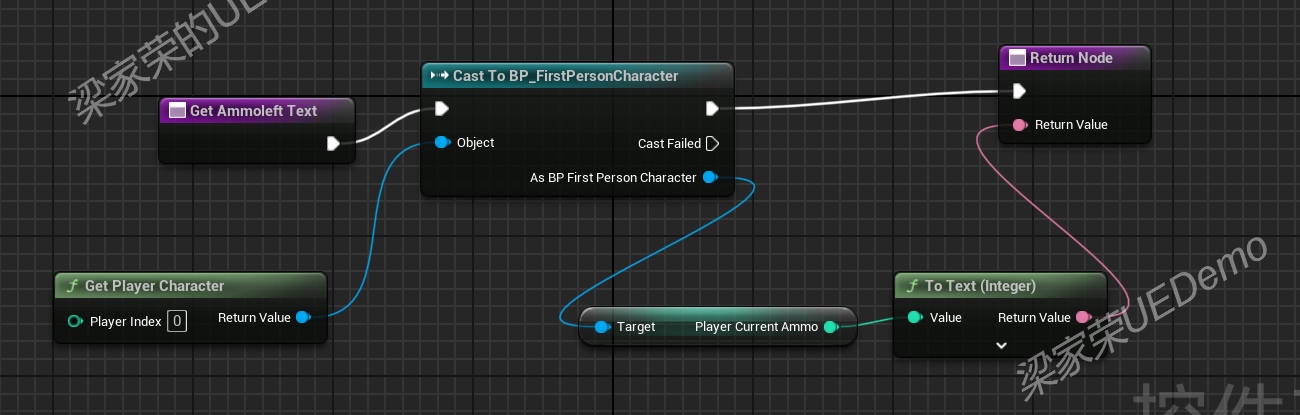 梁家荣的UE
Return Node
Cast To BP_FirstPersonCharacter
Get Ammoleft Text
Return Value
Object
Cast Failed
As BP First Person Character
Get Player Character
To Text (Integer)
Player Index 0
Return Value
Target
Player Current Ammo
Value
Return Value
梁家荣UEDemo
控件